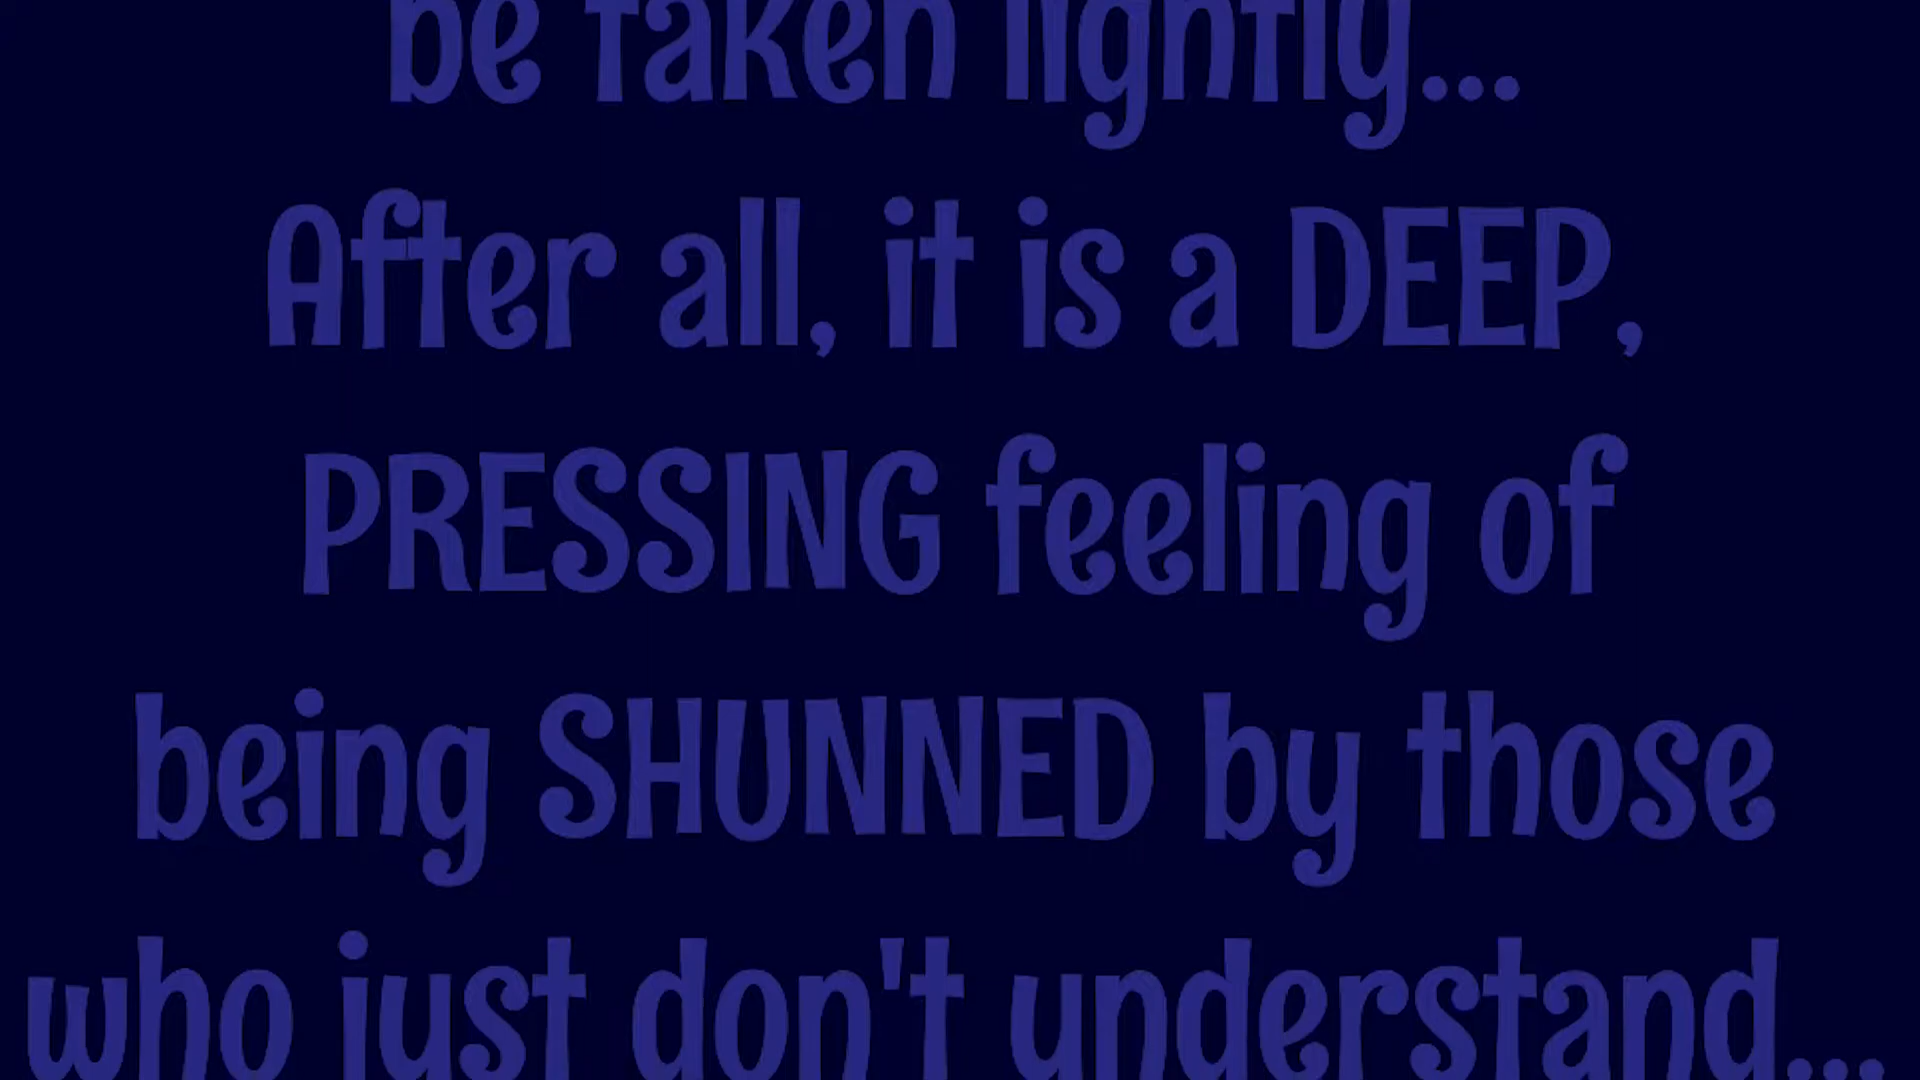 be taken lightly...
After all, it is a DEEP,
PRESSING feeling of
being SHUNNED by those
who just don't understand...